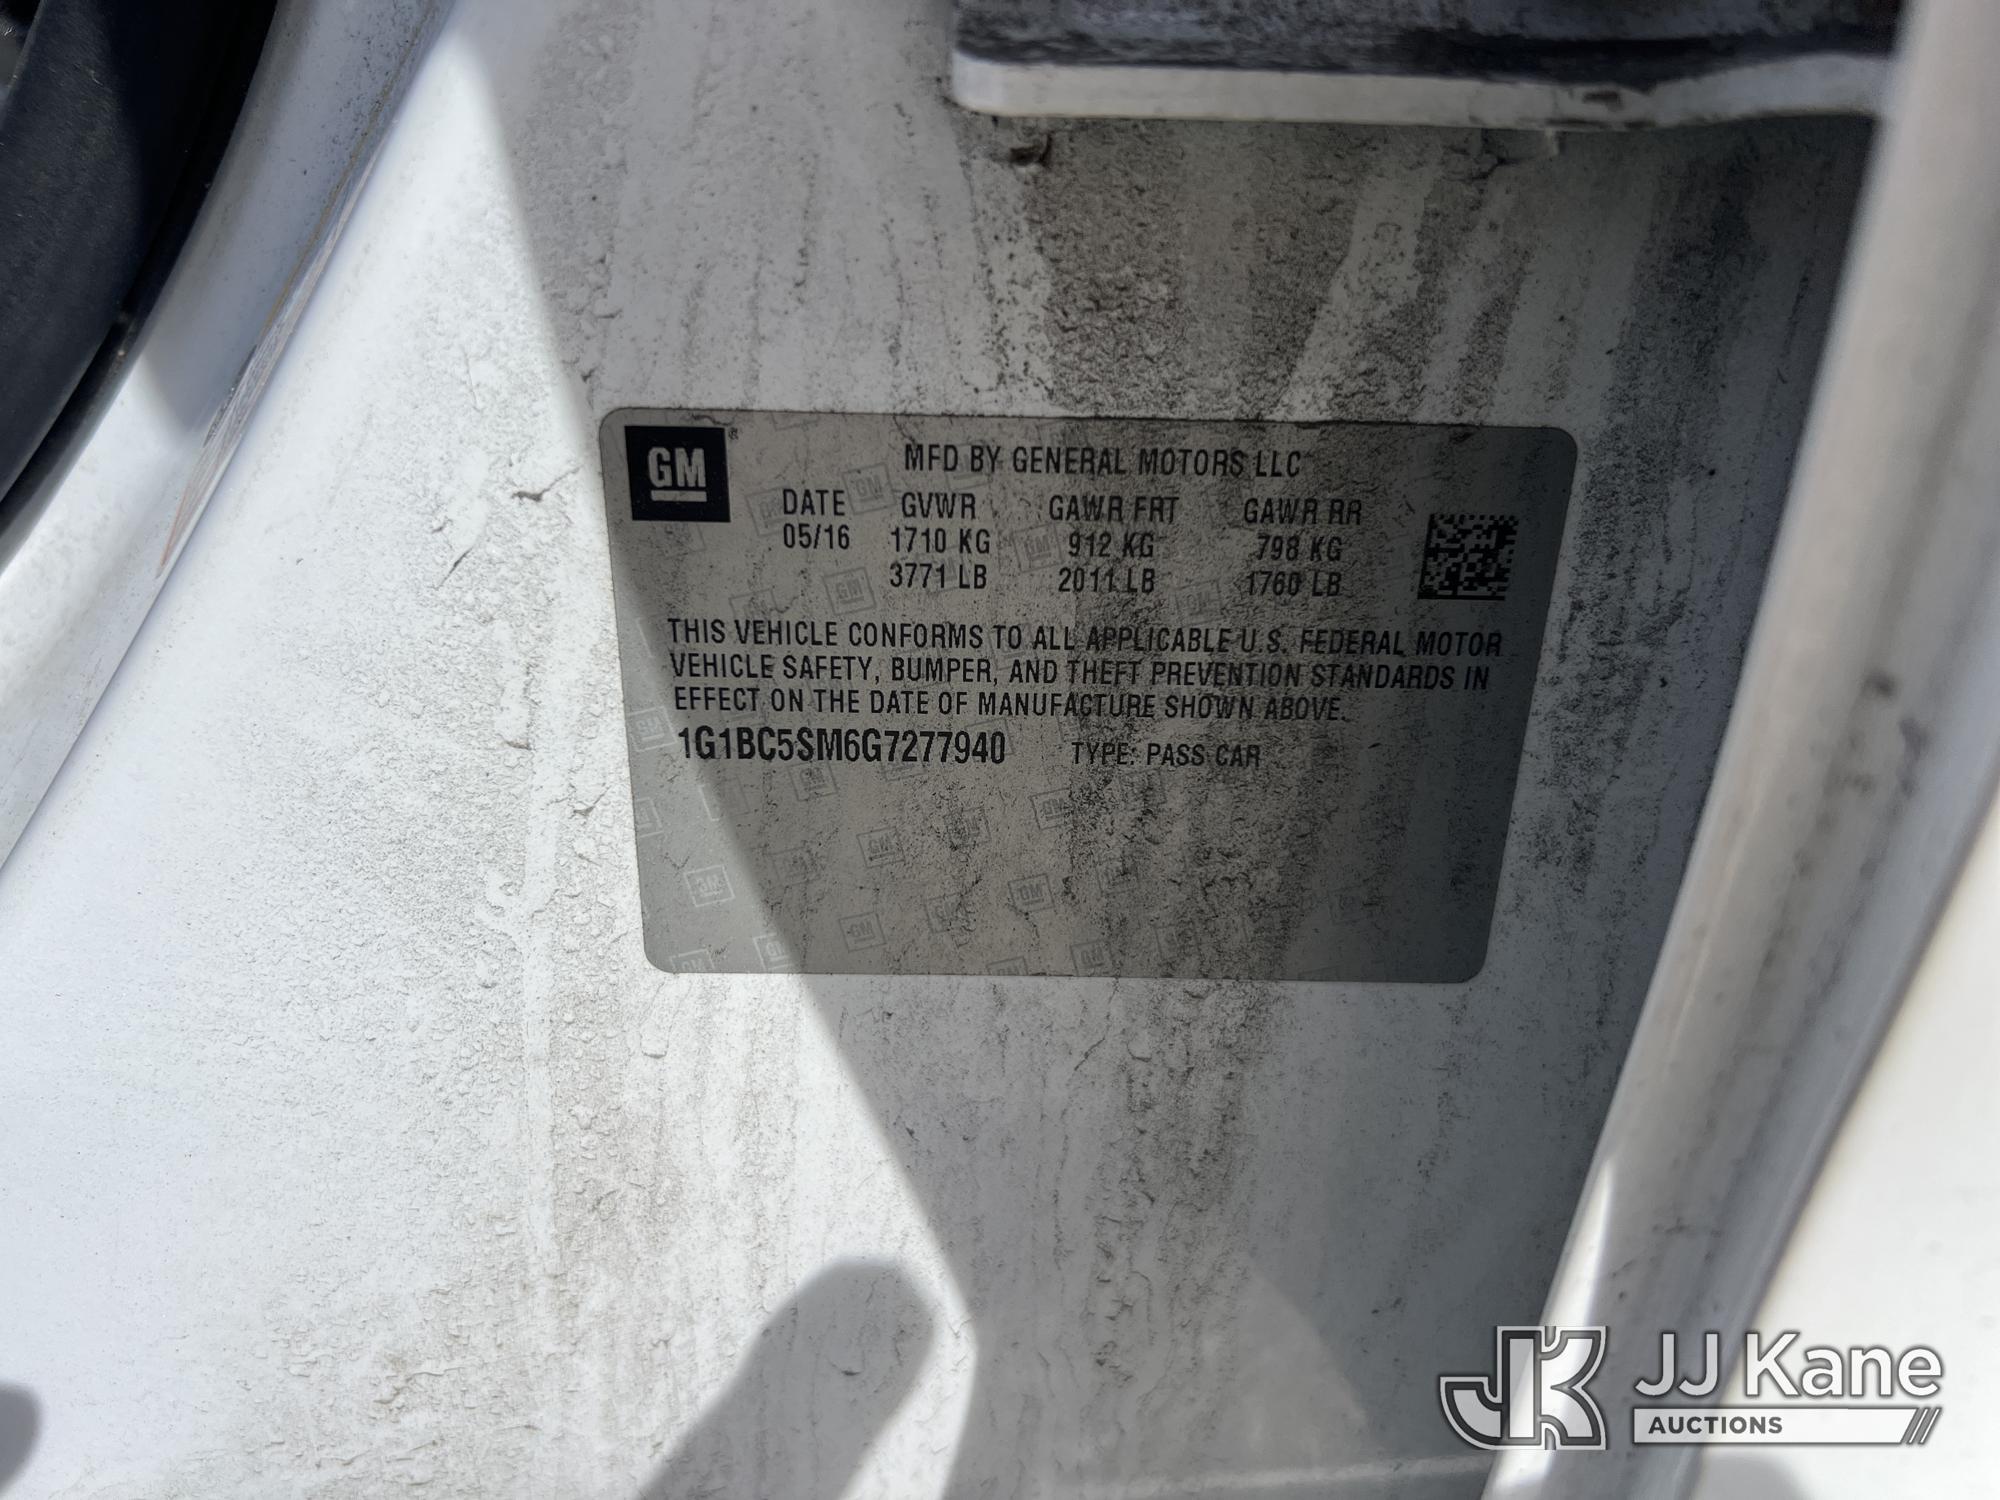 GM
MFD BY GENERAL MOTORS LLC
DATE GVWR GAWR FRT GAWR RR
05/16 1710 KG 912 KG 798 KG
3771 LB 2011 LB 1760 LB
THIS VEHICLE CONFORMS TO ALL APPLICABLE U.S. FEDERAL MOTOR
VEHICLE SAFETY, BUMPER, AND THEFT PREVENTION STANDARDS IN
EFFECT ON THE DATE OF MANUFACTURE SHOWN ABOVE.
1G1BC5SM6G7277940 TYPE: PASS CAR
JK JJ Kane
AUCTIONS